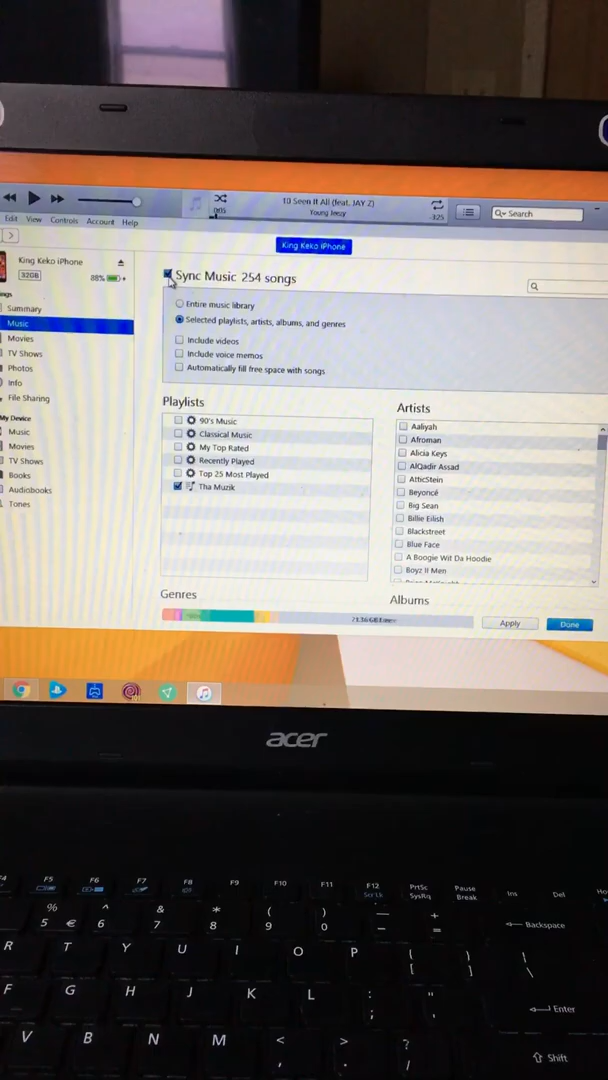 10 Seen It All (feat. JAY Z)
Young Jeezy
0:05
-3:25
Search
Edit View Controls Account Help
King Keko iPhone
King Keko iPhone
32GB
88%
Summary
Music
Movies
TV Shows
Photos
Info
File Sharing
My Device
Music
Movies
TV Shows
Books
Audiobooks
Tones
Sync Music 254 songs
Entire music library
Selected playlists, artists, albums, and genres
Include videos
Include voice memos
Automatically fill free space with songs
Playlists
90's Music
Classical Music
My Top Rated
Recently Played
Top 25 Most Played
Tha Muzik
Artists
Aaliyah
Afroman
Alicia Keys
AlQadir Assad
AtticStein
Beyoncé
Big Sean
Billie Eilish
Blackstreet
Blue Face
A Boogie Wit Da Hoodie
Boyz II Men
Genres
Albums
Apply
Done
acer
F5 F6 F7 F8 F9 F10 F11 F12 PrtSc Pause Ins Del
Scr Lk SysRq Break
% ^ & * ( ) — +
5 € 6 7 8 9 0 - = Backspace
R T Y U I O P { } |
[ ] \
F G H J K L : " Enter
; '
V B N M < > ? Shift
, . /